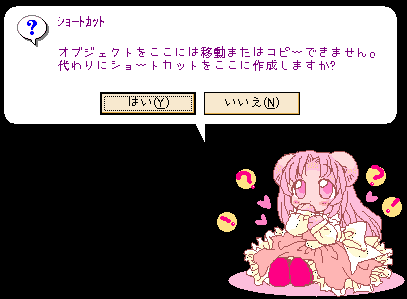 ｼｮｰﾄｶｯﾄ
オブジェクトをここには移動またはコピーできません。
代わりにショートカットをここに作成しますか?
はい(Y)
いいえ(N)